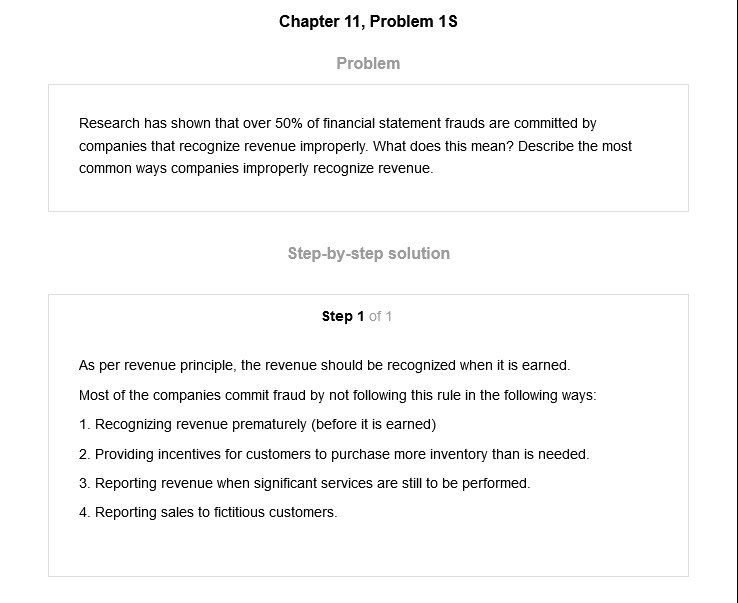 Chapter 11, Problem 1S
Problem
Research has shown that over 50% of financial statement frauds are committed by
companies that recognize revenue improperly. What does this mean? Describe the most
common ways companies improperly recognize revenue.
Step-by-step solution
Step 1 of 1
As per revenue principle, the revenue should be recognized when it is earned.
Most of the companies commit fraud by not following this rule in the following ways:
1. Recognizing revenue prematurely (before it is earned)
2. Providing incentives for customers to purchase more inventory than is needed.
3. Reporting revenue when significant services are still to be performed.
4. Reporting sales to fictitious customers.